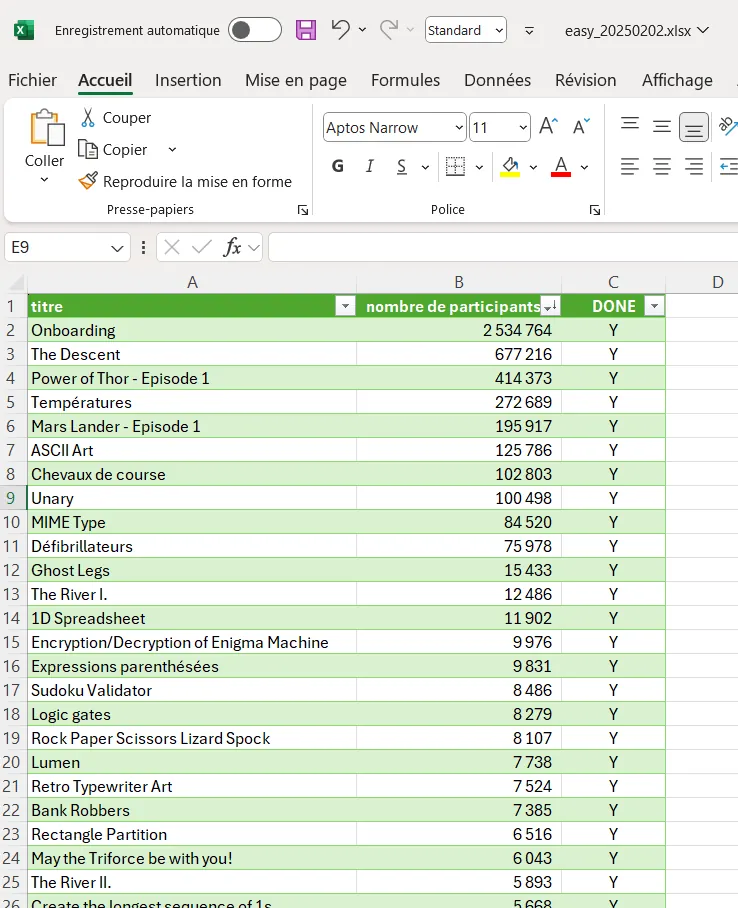 Enregistrement automatique Standard easy_20250202.xlsx
Fichier Accueil Insertion Mise en page Formules Données Révision Affichage
Coller
Couper
Copier
Reproduire la mise en forme
Presse-papiers
Aptos Narrow 11
G I S
Police
E9 fx
A B C D
1 titre nombre de participants DONE
2 Onboarding 2 534 764 Y
3 The Descent 677 216 Y
4 Power of Thor - Episode 1 414 373 Y
5 Températures 272 689 Y
6 Mars Lander - Episode 1 195 917 Y
7 ASCII Art 125 786 Y
8 Chevaux de course 102 803 Y
9 Unary 100 498 Y
10 MIME Type 84 520 Y
11 Défibrillateurs 75 978 Y
12 Ghost Legs 15 433 Y
13 The River I. 12 486 Y
14 1D Spreadsheet 11 902 Y
15 Encryption/Decryption of Enigma Machine 9 976 Y
16 Expressions parenthésées 9 831 Y
17 Sudoku Validator 8 486 Y
18 Logic gates 8 279 Y
19 Rock Paper Scissors Lizard Spock 8 107 Y
20 Lumen 7 738 Y
21 Retro Typewriter Art 7 524 Y
22 Bank Robbers 7 385 Y
23 Rectangle Partition 6 516 Y
24 May the Triforce be with you! 6 043 Y
25 The River II. 5 893 Y
26 Create the longest sequence of 1s 5 668 Y